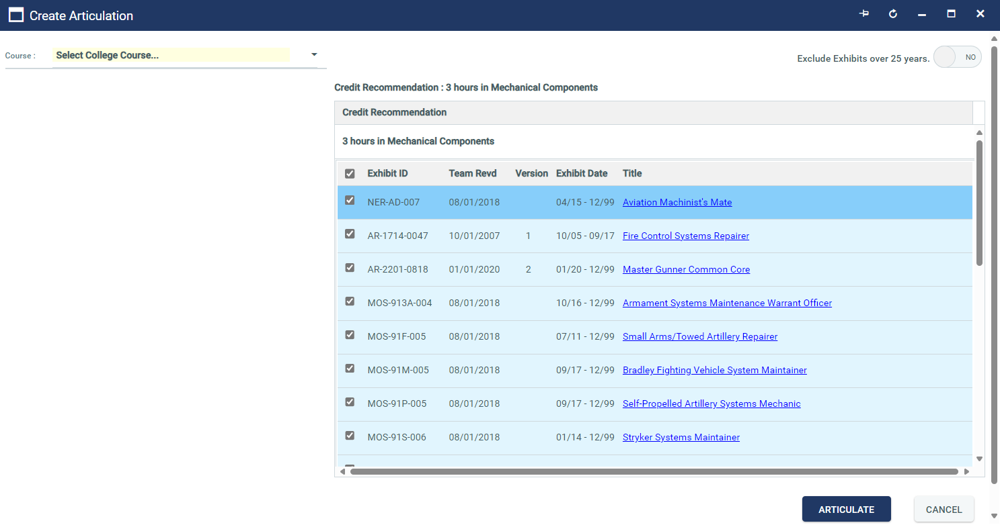 Create Articulation
Course : Select College Course...
Exclude Exhibits over 25 years. NO
Credit Recommendation : 3 hours in Mechanical Components
Credit Recommendation
3 hours in Mechanical Components
Exhibit ID Team Revd Version Exhibit Date Title
NER-AD-007 08/01/2018 04/15 - 12/99 Aviation Machinist's Mate
AR-1714-0047 10/01/2007 1 10/05 - 09/17 Fire Control Systems Repairer
AR-2201-0818 01/01/2020 2 01/20 - 12/99 Master Gunner Common Core
MOS-913A-004 08/01/2018 10/16 - 12/99 Armament Systems Maintenance Warrant Officer
MOS-91F-005 08/01/2018 07/11 - 12/99 Small Arms/Towed Artillery Repairer
MOS-91M-005 08/01/2018 09/17 - 12/99 Bradley Fighting Vehicle System Maintainer
MOS-91P-005 08/01/2018 09/17 - 12/99 Self-Propelled Artillery Systems Mechanic
MOS-91S-006 08/01/2018 01/14 - 12/99 Stryker Systems Maintainer
ARTICULATE CANCEL